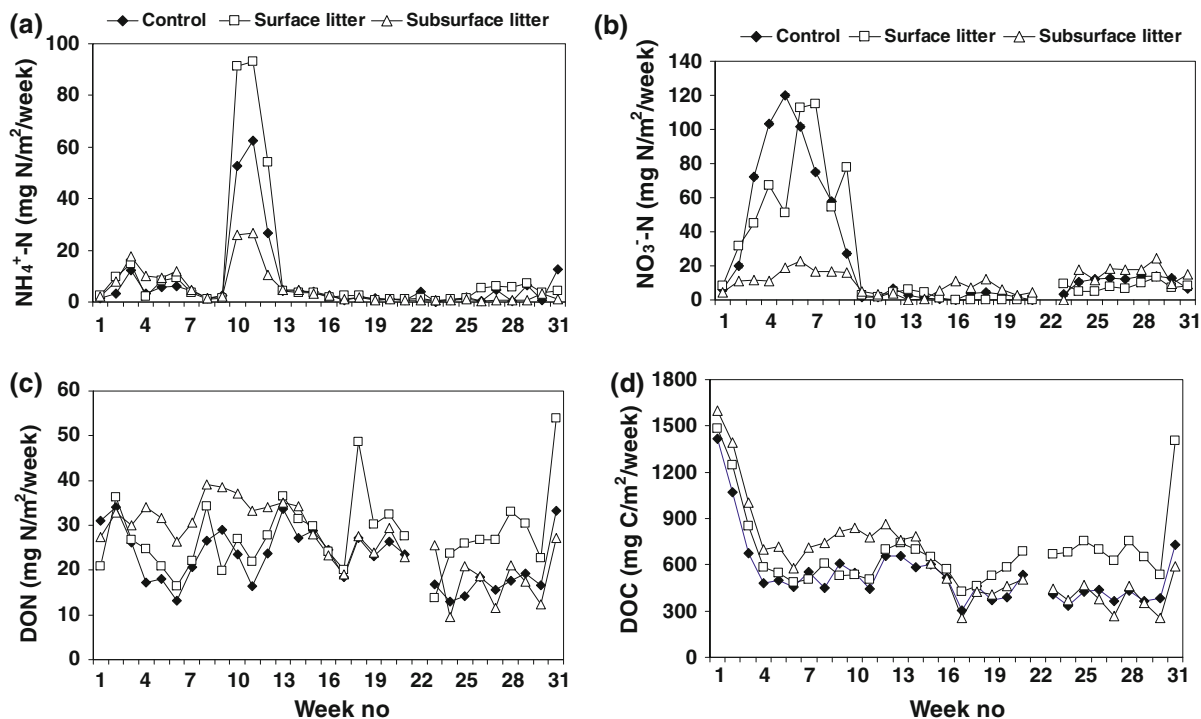 (a)
Control Surface litter Subsurface litter
NH₄⁺-N (mg N/m²/week)
100
80
60
40
20
0
1 4 7 10 13 16 19 22 25 28 31
(b)
Control Surface litter Subsurface litter
NO₃⁻-N (mg N/m²/week)
140
120
100
80
60
40
20
0
1 4 7 10 13 16 19 22 25 28 31
(c)
DON (mg N/m²/week)
60
50
40
30
20
10
0
1 4 7 10 13 16 19 22 25 28 31
Week no
(d)
DOC (mg C/m²/week)
1800
1500
1200
900
600
300
0
1 4 7 10 13 16 19 22 25 28 31
Week no